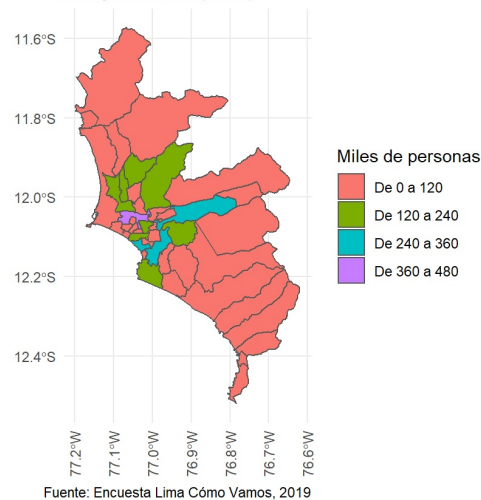 11.6°S
11.8°S
12.0°S
12.2°S
12.4°S
77.2°W
77.1°W
77.0°W
76.9°W
76.8°W
76.7°W
76.6°W
Miles de personas
De 0 a 120
De 120 a 240
De 240 a 360
De 360 a 480
Fuente: Encuesta Lima Cómo Vamos, 2019